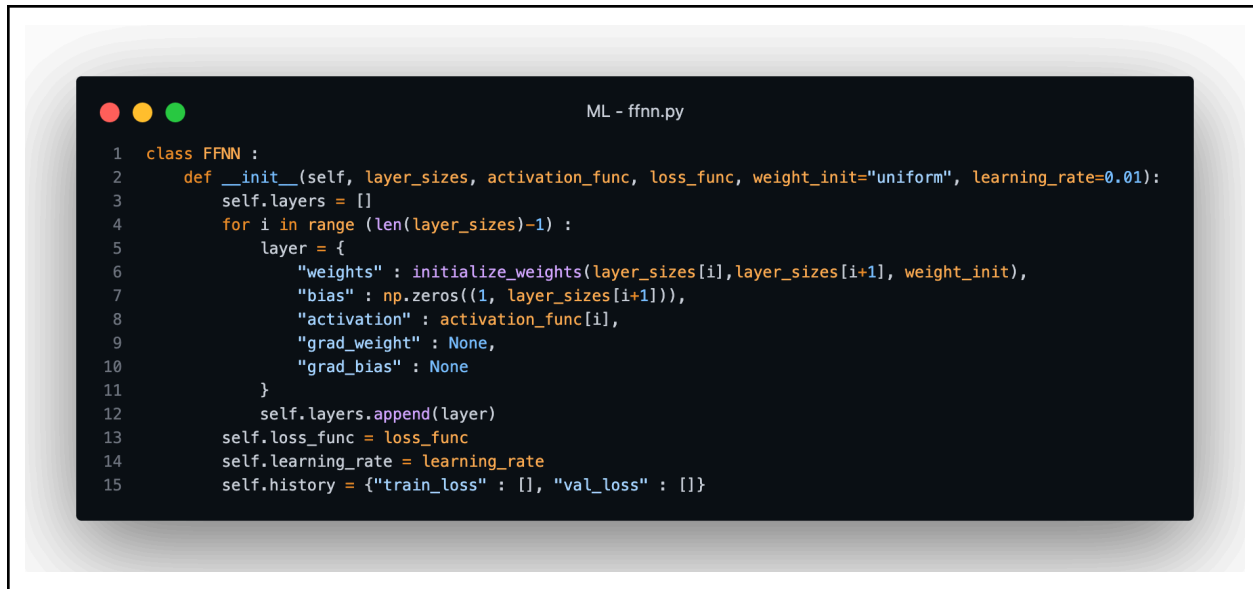 ML - ffnn.py
1 class FFNN :
2     def __init__(self, layer_sizes, activation_func, loss_func, weight_init="uniform", learning_rate=0.01):
3         self.layers = []
4         for i in range (len(layer_sizes)-1) :
5             layer = {
6                 "weights" : initialize_weights(layer_sizes[i],layer_sizes[i+1], weight_init),
7                 "bias" : np.zeros((1, layer_sizes[i+1])),
8                 "activation" : activation_func[i],
9                 "grad_weight" : None,
10                 "grad_bias" : None
11             }
12             self.layers.append(layer)
13         self.loss_func = loss_func
14         self.learning_rate = learning_rate
15         self.history = {"train_loss" : [], "val_loss" : []}